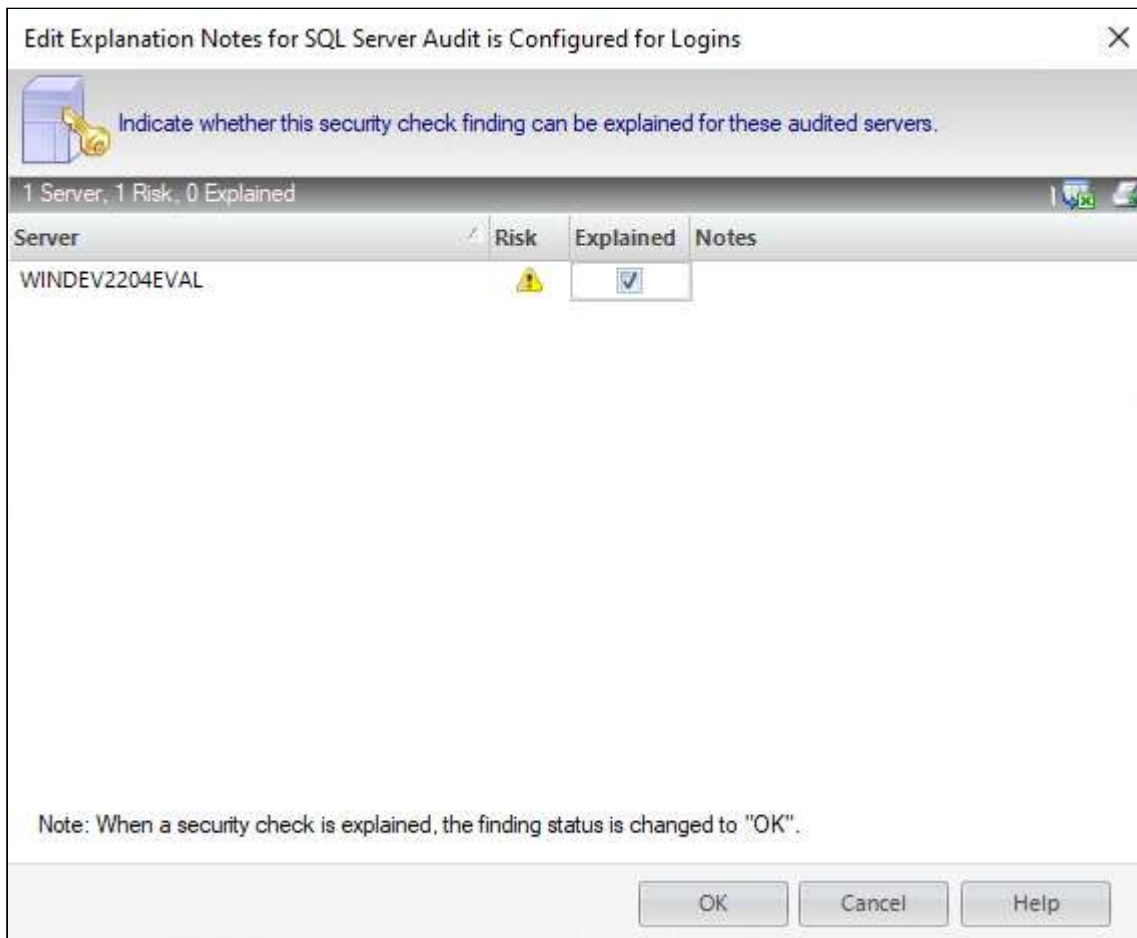 Edit Explanation Notes for SQL Server Audit is Configured for Logins
Indicate whether this security check finding can be explained for these audited servers.
1 Server, 1 Risk, 0 Explained
Server Risk Explained Notes
WINDEV2204EVAL
Note: When a security check is explained, the finding status is changed to "OK".
OK Cancel Help